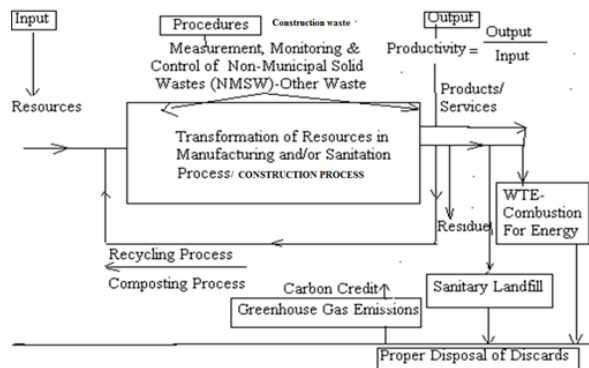 Input
Procedures Construction waste
Output
Measurement, Monitoring &
Control of Non-Municipal Solid
Wastes (NMSW)-Other Waste
Productivity = Output
Input
Resources
Products/
Services
Transformation of Resources in
Manufacturing and/or Sanitation
Process/ CONSTRUCTION PROCESS
WTE-
Combustion
For Energy
Residue
Recycling Process
Composting Process
Carbon Credit
Sanitary Landfill
Greenhouse Gas Emissions
Proper Disposal of Discards